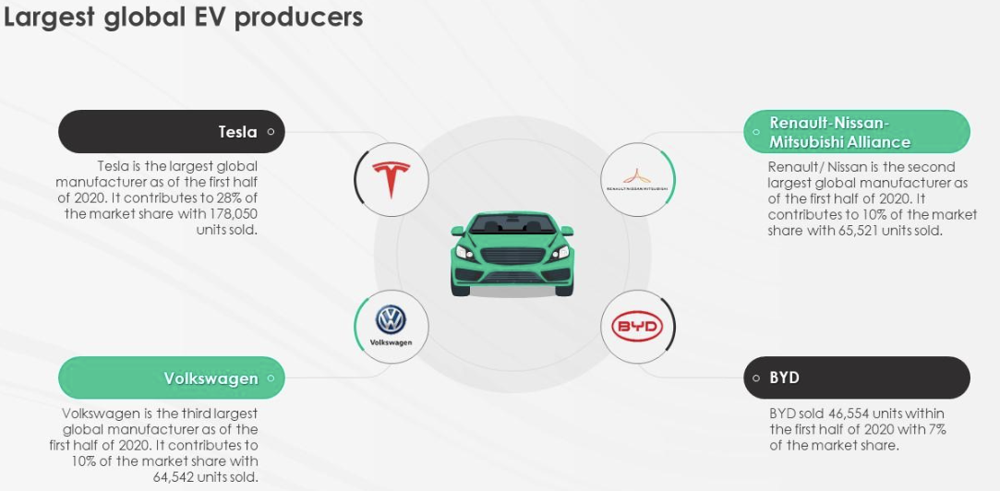 Largest global EV producers
Tesla
Tesla is the largest global
manufacturer as of the first half
of 2020. It contributes to 28% of
the market share with 178,050
units sold.
Renault-Nissan-
Mitsubishi Alliance
Renault/ Nissan is the second
largest global manufacturer as
of the first half of 2020. It
contributes to 10% of the market
share with 65,521 units sold.
RENAULT NISSAN MITSUBISHI
Volkswagen
BYD
Volkswagen
Volkswagen is the third largest
global manufacturer as of the
first half of 2020. It contributes to
10% of the market share with
64,542 units sold.
BYD
BYD sold 46,554 units within
the first half of 2020 with 7%
of the market share.